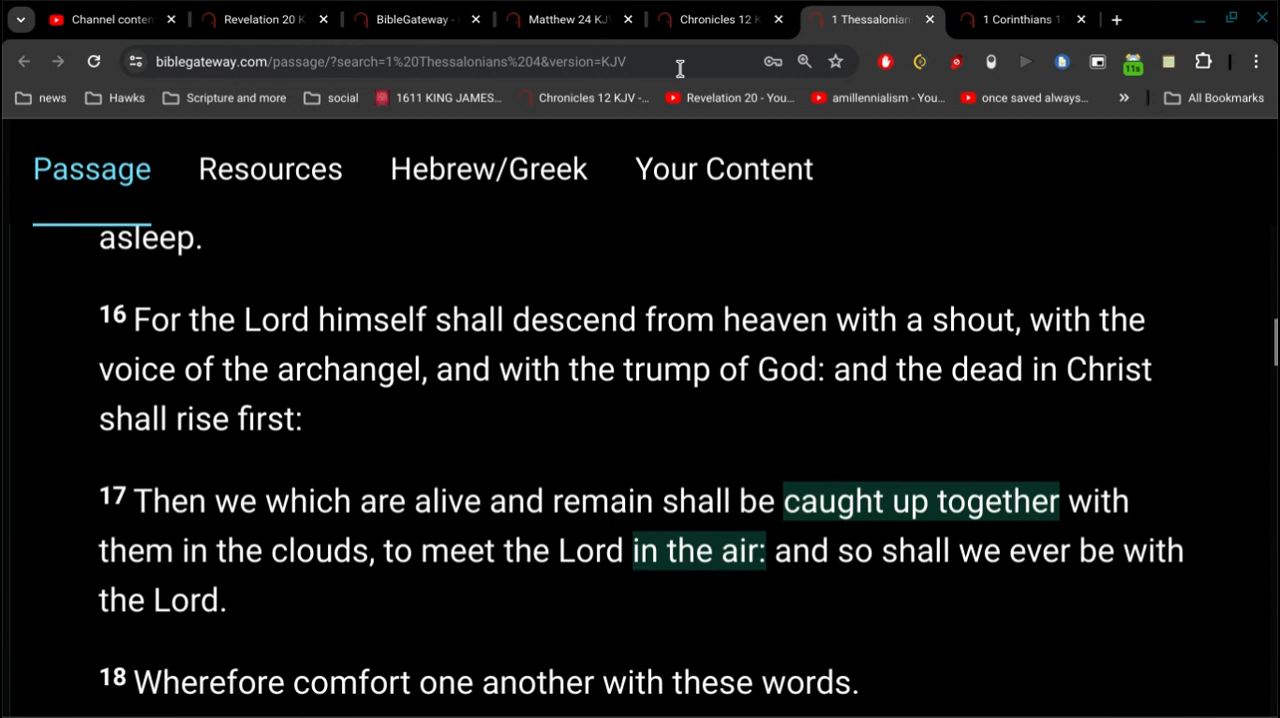 Channel conten
Revelation 20 K
BibleGateway -
Matthew 24 KJ
Chronicles 12 K
1 Thessalonian
1 Corinthians 1
biblegateway.com/passage/?search=1%20Thessalonians%204&version=KJV
11s
news
Hawks
Scripture and more
social
1611 KING JAMES...
Chronicles 12 KJV -...
Revelation 20 - You...
amillennialism - You...
once saved always...
»
All Bookmarks
Passage
Resources
Hebrew/Greek
Your Content
asleep.
16 For the Lord himself shall descend from heaven with a shout, with the
voice of the archangel, and with the trump of God: and the dead in Christ
shall rise first:
17 Then we which are alive and remain shall be caught up together with
them in the clouds, to meet the Lord in the air: and so shall we ever be with
the Lord.
18 Wherefore comfort one another with these words.